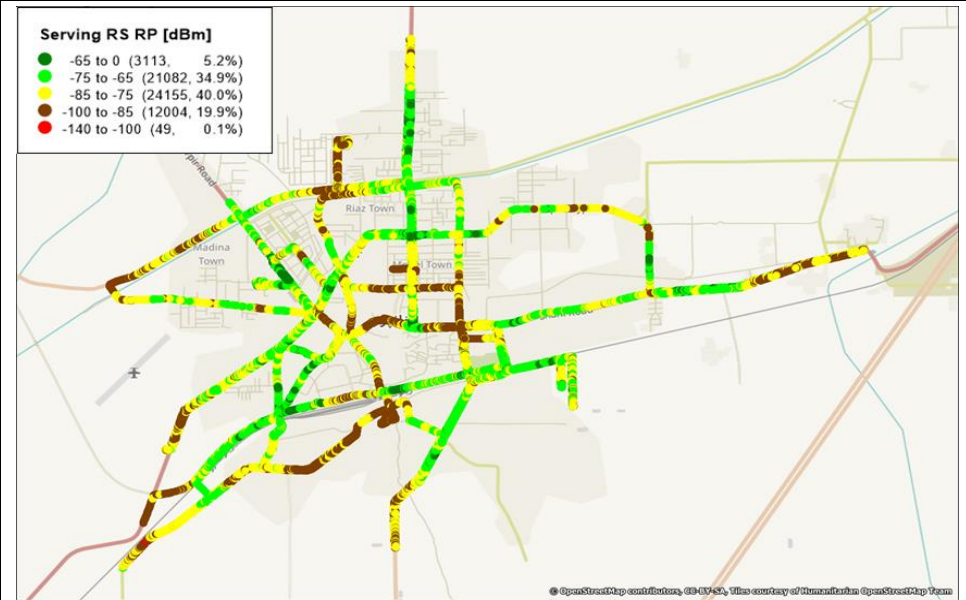 Serving RS RP [dBm]
-65 to 0 (3113, 5.2%)
-75 to -65 (21082, 34.9%)
-85 to -75 (24155, 40.0%)
-100 to -85 (12004, 19.9%)
-140 to -100 (49, 0.1%)
Road
Riaz Town
Madina
Town
Town
Road
© OpenStreetMap contributors, CC-BY-SA, Tiles courtesy of Humanitarian OpenStreetMap Team